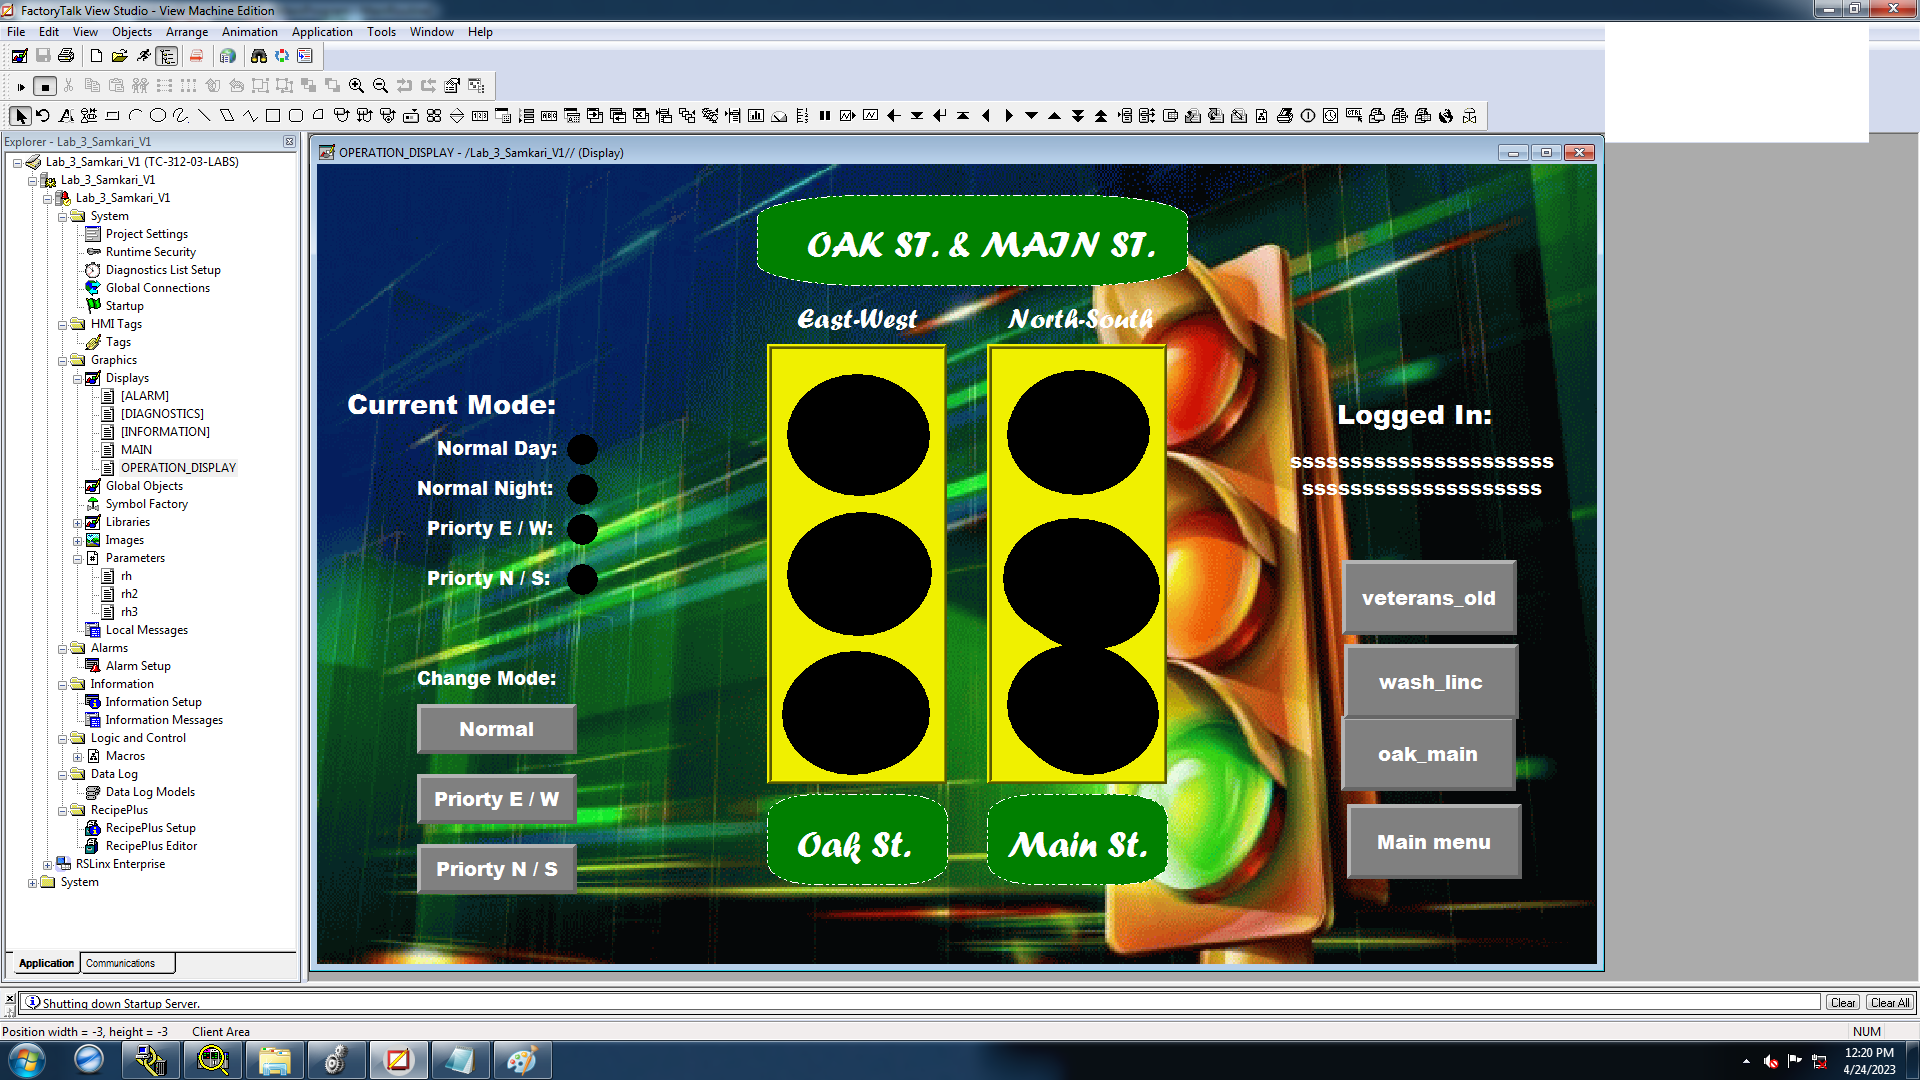 FactoryTalk View Studio - View Machine Edition
File Edit View Objects Arrange Animation Application Tools Window Help
Explorer - Lab_3_Samkari_V1
Lab_3_Samkari_V1 (TC-312-03-LABS)
Lab_3_Samkari_V1
Lab_3_Samkari_V1
System
Project Settings
Runtime Security
Diagnostics List Setup
Global Connections
Startup
HMI Tags
Tags
Graphics
Displays
[ALARM]
[DIAGNOSTICS]
[INFORMATION]
MAIN
OPERATION_DISPLAY
Global Objects
Symbol Factory
Libraries
Images
Parameters
rh
rh2
rh3
Local Messages
Alarms
Alarm Setup
Information
Information Setup
Information Messages
Logic and Control
Macros
Data Log
Data Log Models
RecipePlus
RecipePlus Setup
RecipePlus Editor
RSLinx Enterprise
System
Application Communications
OPERATION_DISPLAY - /Lab_3_Samkari_V1// (Display)
OAK ST. & MAIN ST.
East-West North-South
Current Mode:
Normal Day:
Normal Night:
Priorty E / W:
Priorty N / S:
Change Mode:
Normal
Priorty E / W
Priorty N / S
Oak St. Main St.
Logged In:
ssssssssssssssssssssss
ssssssssssssssssssss
veterans_old
wash_linc
oak_main
Main menu
Shutting down Startup Server.
Clear Clear All
Position width = -3, height = -3 Client Area
NUM
12:20 PM
4/24/2023